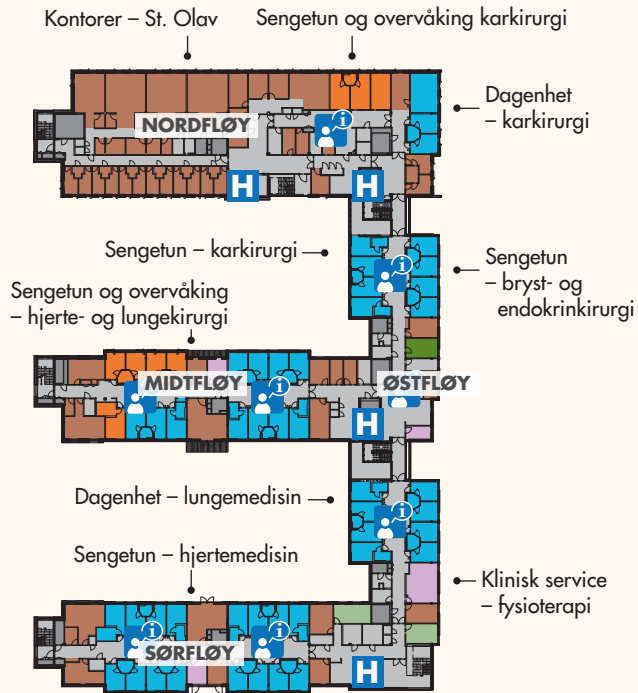 Kontorer – St. Olav
Sengetun og overvåking karkirurgi
Dagenhet
– karkirurgi
NORDFLØY
i
H
H
Sengetun – karkirurgi
i
Sengetun
– bryst- og
endokrinkirurgi
Sengetun og overvåking
– hjerte- og lungekirurgi
MIDTFLØY
i
i
ØSTFLØY
i
H
Dagenhet – lungemedisin
i
Sengetun – hjertemedisin
Klinisk service
– fysioterapi
SØRFLØY
i
i
H